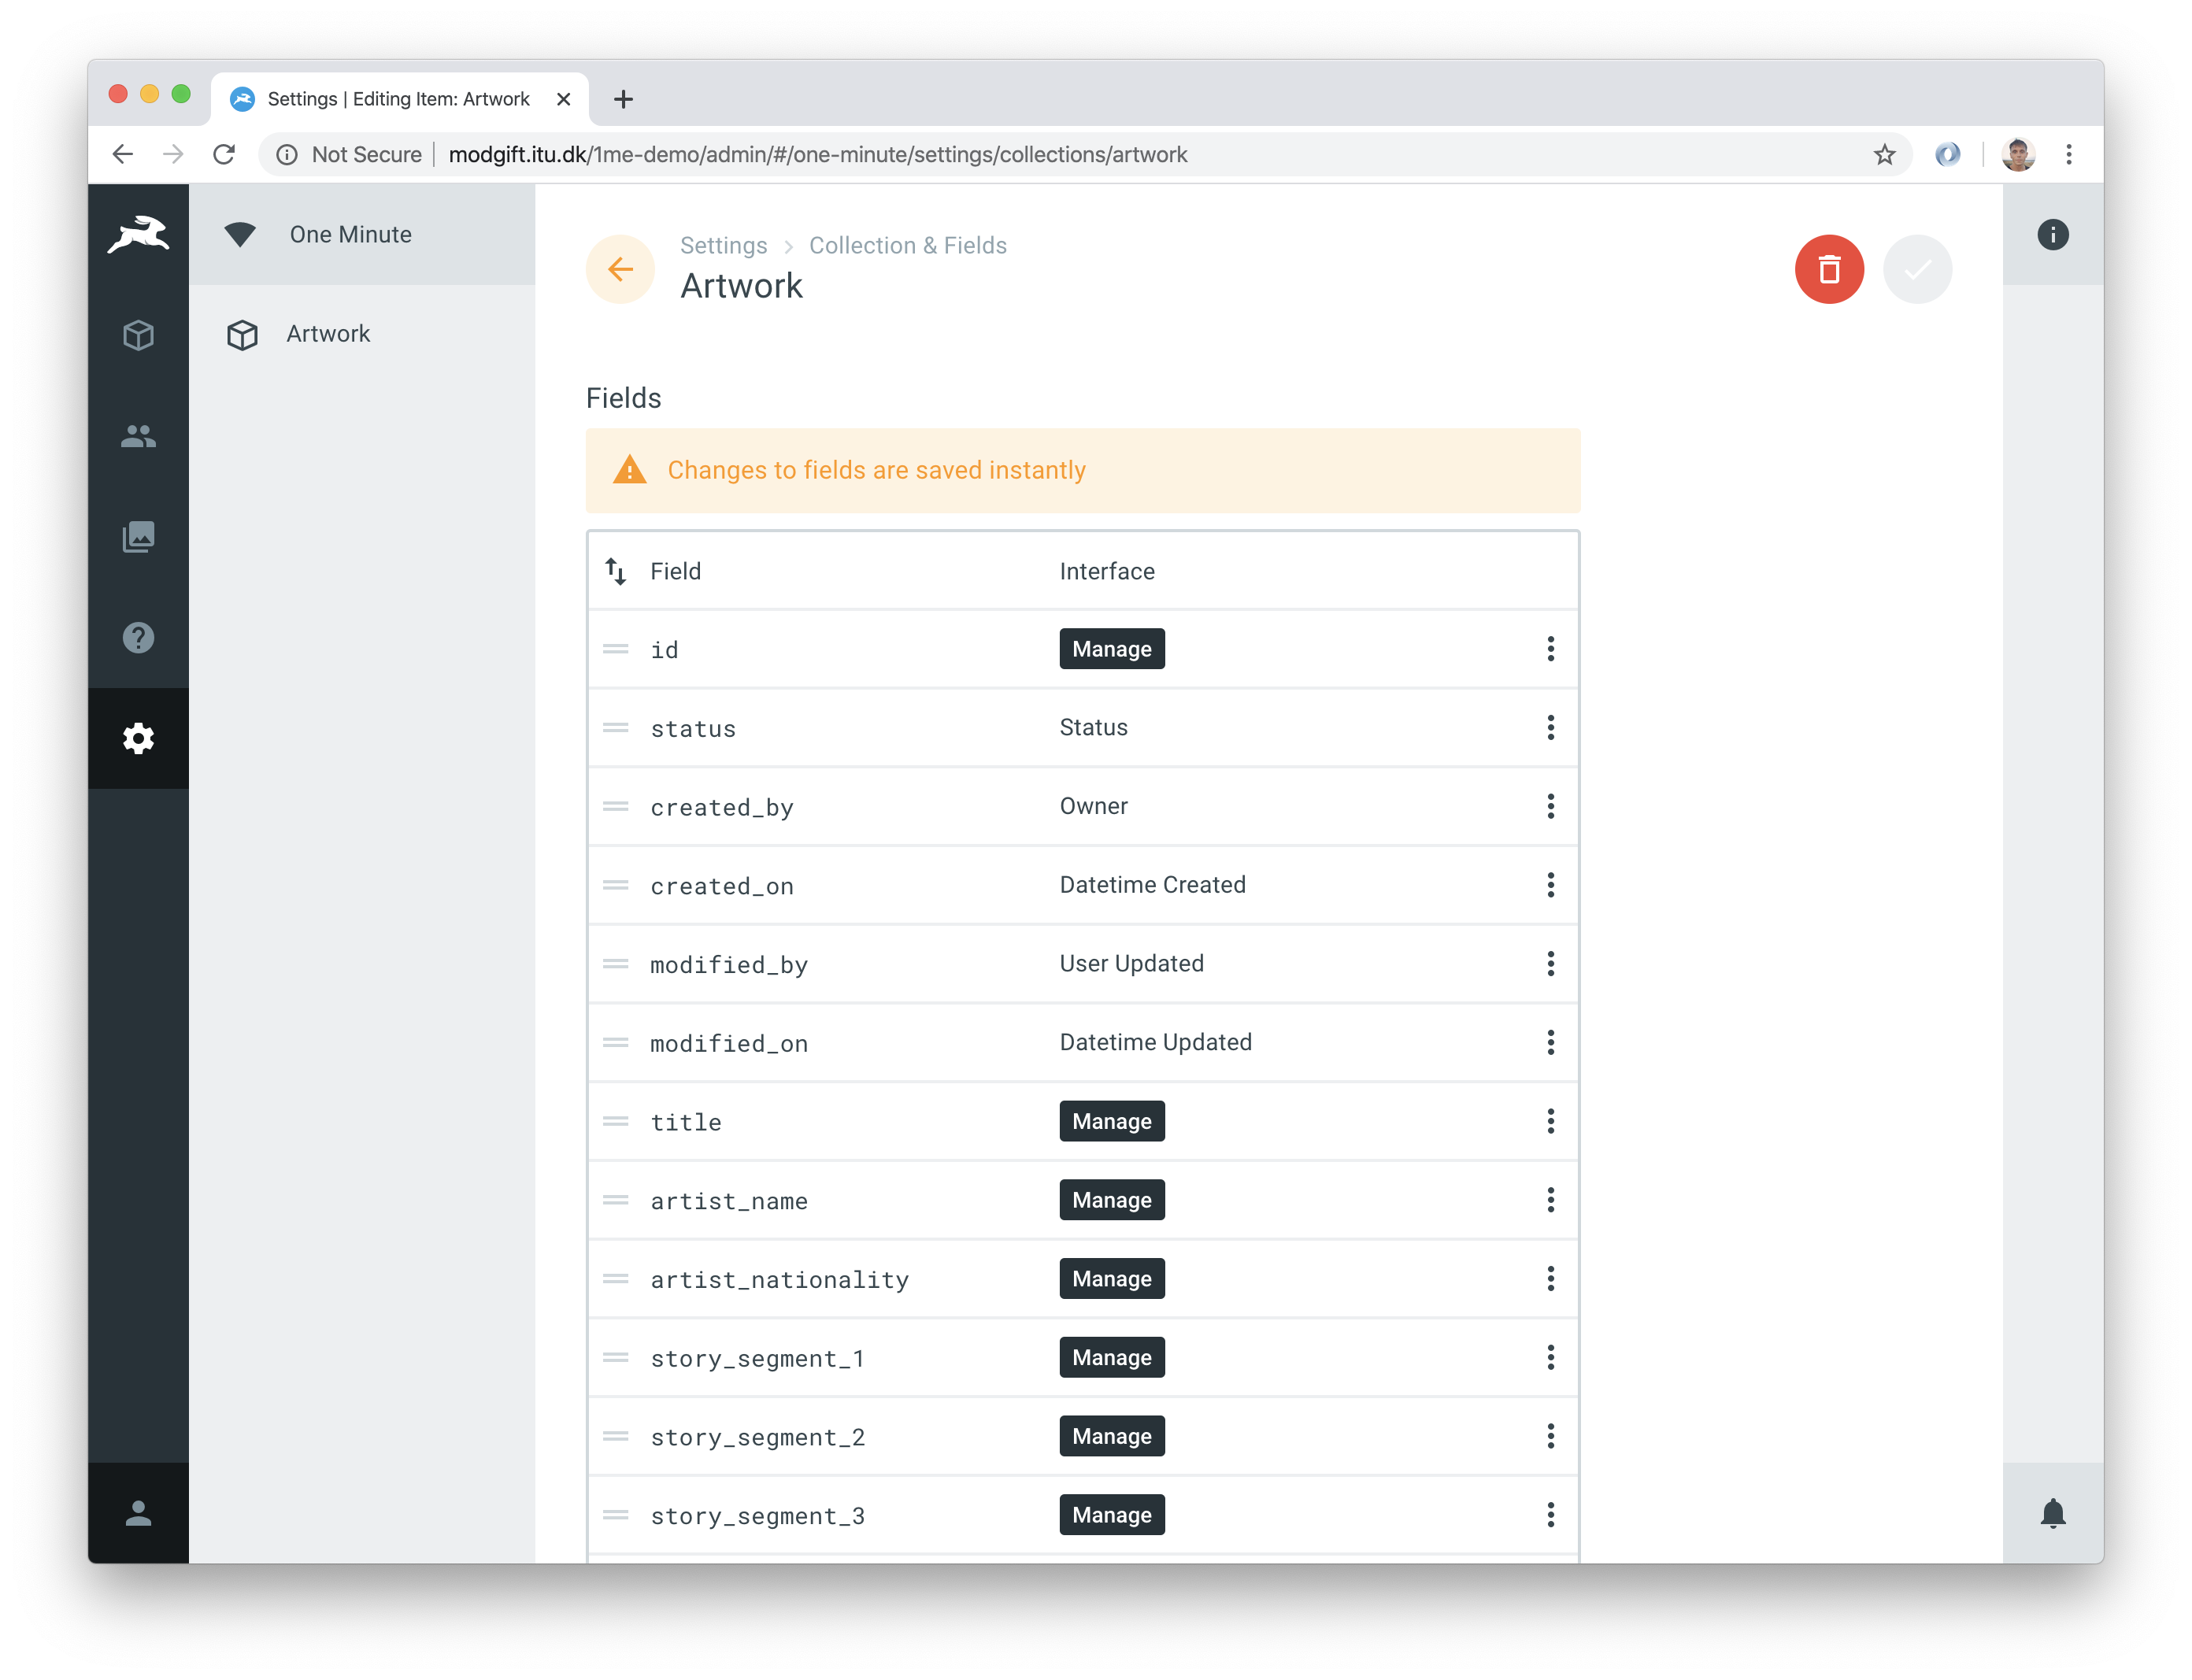 Settings | Editing Item: Artwork
Not Secure | modgift.itu.dk/1me-demo/admin/#/one-minute/settings/collections/artwork
One Minute
Artwork
Settings > Collection & Fields
Artwork
Fields
Changes to fields are saved instantly
Field Interface
id Manage
status Status
created_by Owner
created_on Datetime Created
modified_by User Updated
modified_on Datetime Updated
title Manage
artist_name Manage
artist_nationality Manage
story_segment_1 Manage
story_segment_2 Manage
story_segment_3 Manage